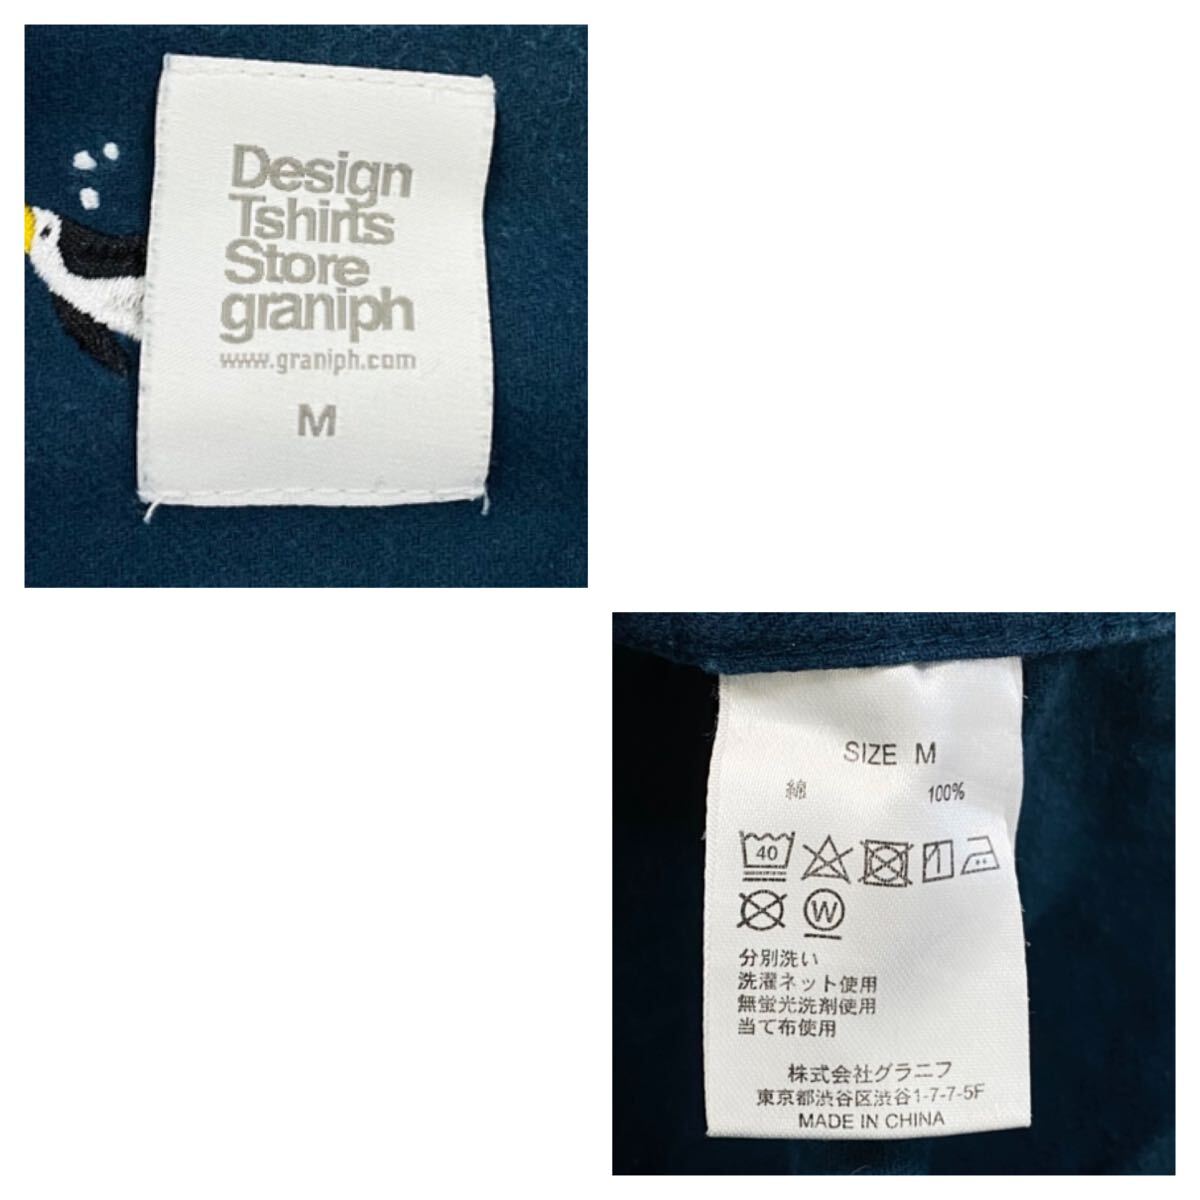 Design
Tshirts
Store
graniph
www.graniph.com
M
SIZE M
綿 100%
40
W
分別洗い
洗濯ネット使用
無蛍光洗剤使用
当て布使用
株式会社グラニフ
東京都渋谷区渋谷1-7-7-5F
MADE IN CHINA